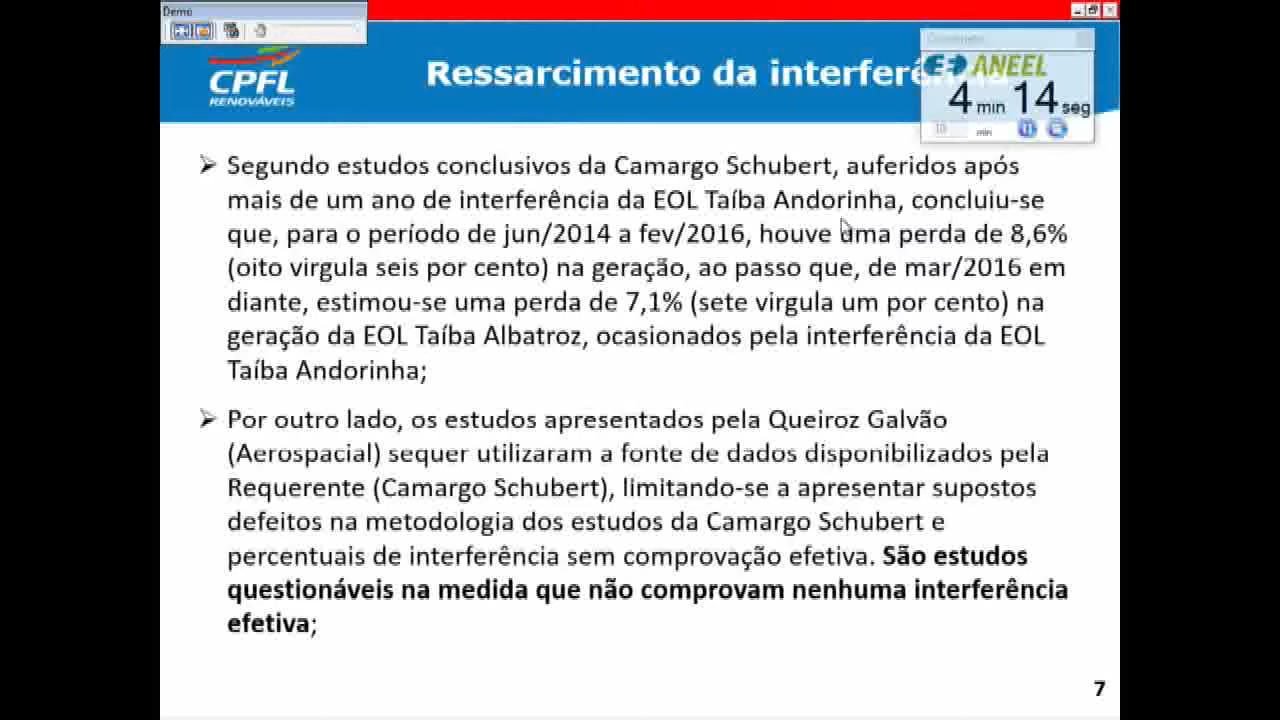 Demo
CPFL
RENOVÁVEIS
Ressarcimento da interferência
ANEEL
4 min 14 seg
10 min
➢ Segundo estudos conclusivos da Camargo Schubert, auferidos após
mais de um ano de interferência da EOL Taíba Andorinha, concluiu-se
que, para o período de jun/2014 a fev/2016, houve uma perda de 8,6%
(oito virgula seis por cento) na geração, ao passo que, de mar/2016 em
diante, estimou-se uma perda de 7,1% (sete virgula um por cento) na
geração da EOL Taíba Albatroz, ocasionados pela interferência da EOL
Taíba Andorinha;
➢ Por outro lado, os estudos apresentados pela Queiroz Galvão
(Aerospacial) sequer utilizaram a fonte de dados disponibilizados pela
Requerente (Camargo Schubert), limitando-se a apresentar supostos
defeitos na metodologia dos estudos da Camargo Schubert e
percentuais de interferência sem comprovação efetiva. São estudos
questionáveis na medida que não comprovam nenhuma interferência
efetiva;
7